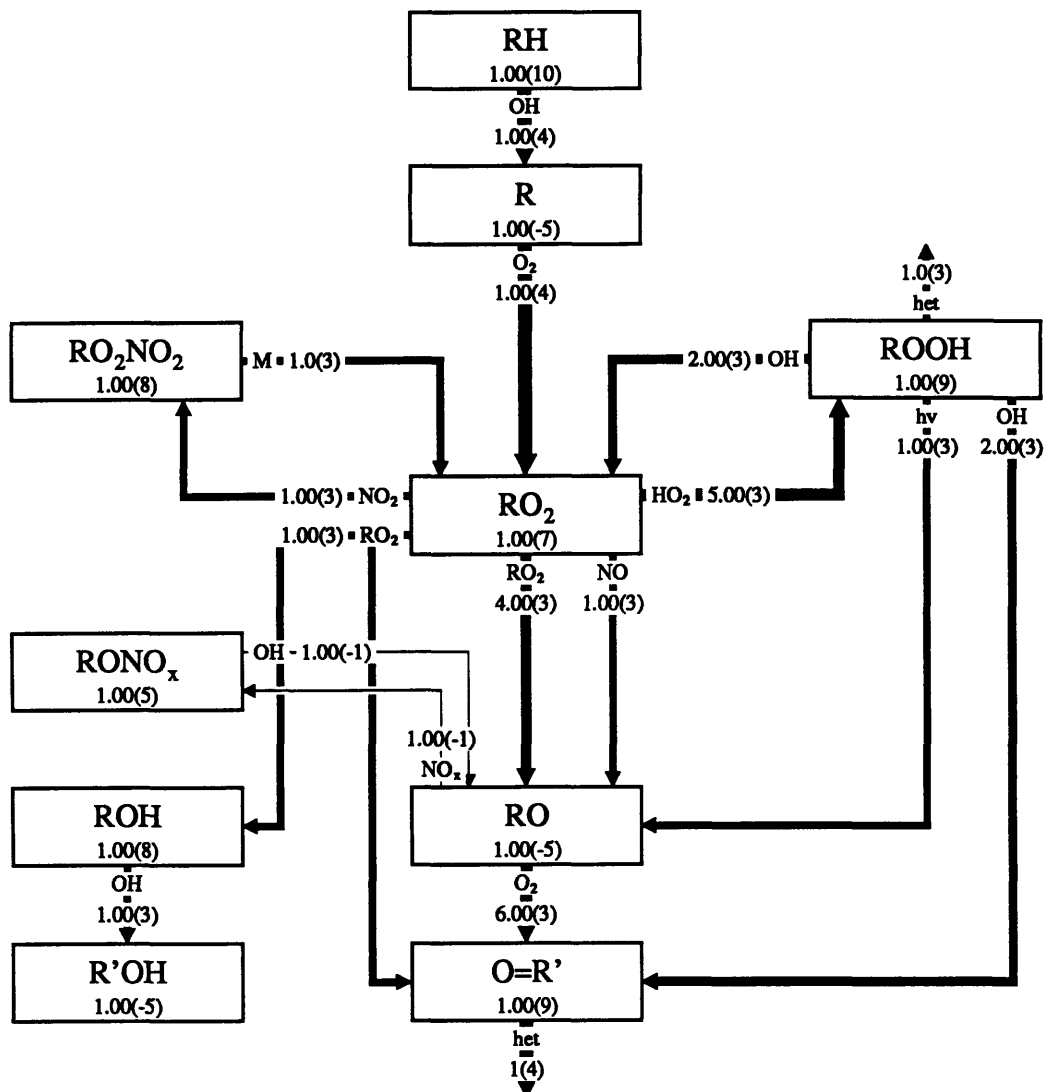 RH
1.00(10)
OH
1.00(4)
R
1.00(-5)
O₂
1.00(4)
1.0(3)
het
RO₂NO₂
1.00(8)
M 1.0(3)
2.00(3) OH
ROOH
1.00(9)
hv OH
1.00(3) 2.00(3)
1.00(3) NO₂
RO₂
1.00(7)
HO₂ 5.00(3)
1.00(3) RO₂
RO₂ NO
4.00(3) 1.00(3)
RONOₓ
1.00(5)
OH 1.00(-1)
1.00(-1)
NOₓ
ROH
1.00(8)
OH
1.00(3)
RO
1.00(-5)
O₂
6.00(3)
R'OH
1.00(-5)
O=R'
1.00(9)
het
1(4)